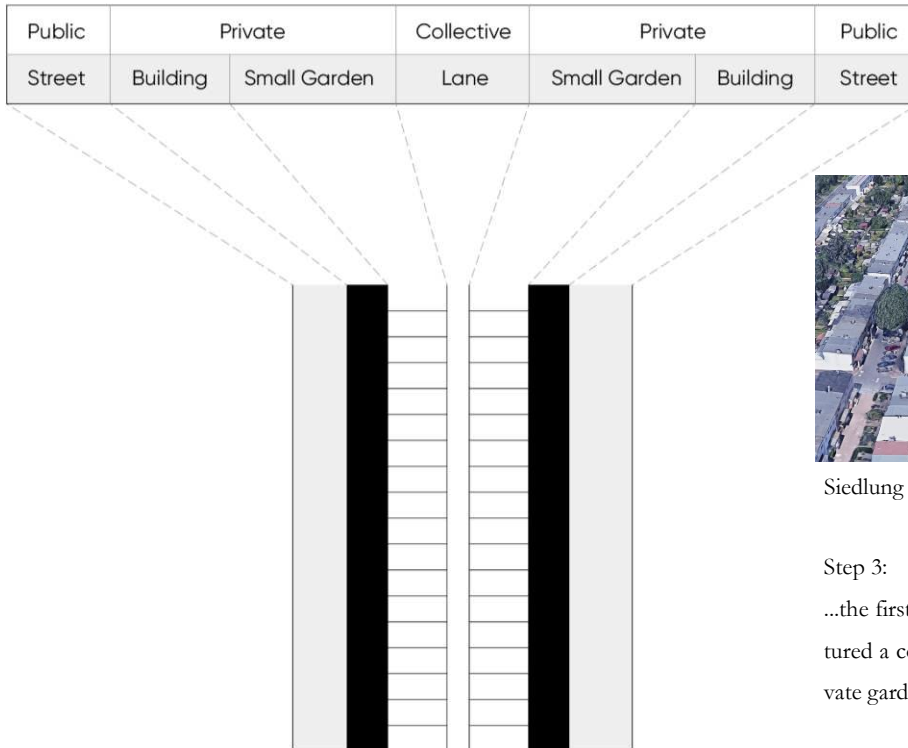 Public Private Collective Private Public
Street Building Small Garden Lane Small Garden Building Street
Siedlung
Step 3:
...the first
tured a
vate